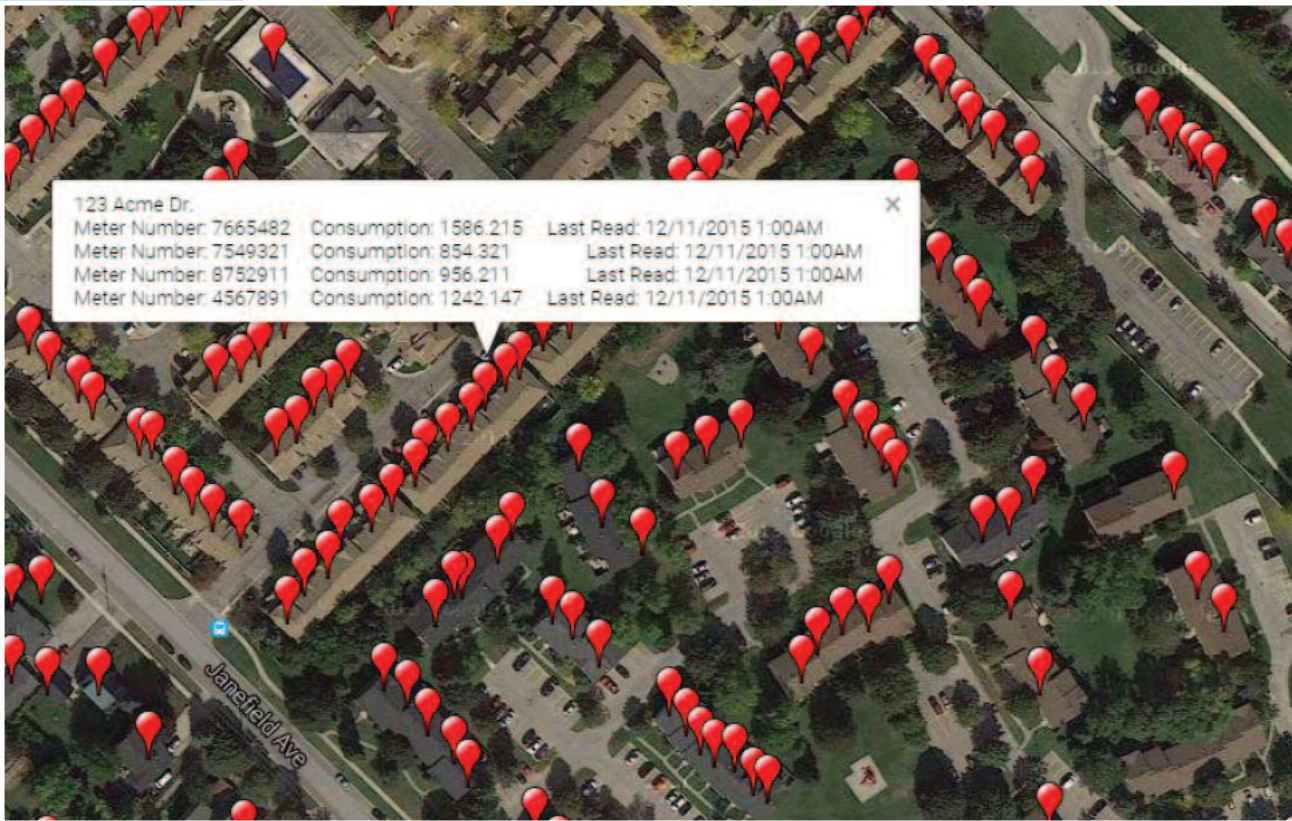 123 Acme Dr.
Meter Number: 7665482 Consumption: 1586.215 Last Read: 12/11/2015 1:00AM
Meter Number: 7549321 Consumption: 854.321 Last Read: 12/11/2015 1:00AM
Meter Number: 8752911 Consumption: 956.211 Last Read: 12/11/2015 1:00AM
Meter Number: 4567891 Consumption: 1242.147 Last Read: 12/11/2015 1:00AM
Janefield Ave